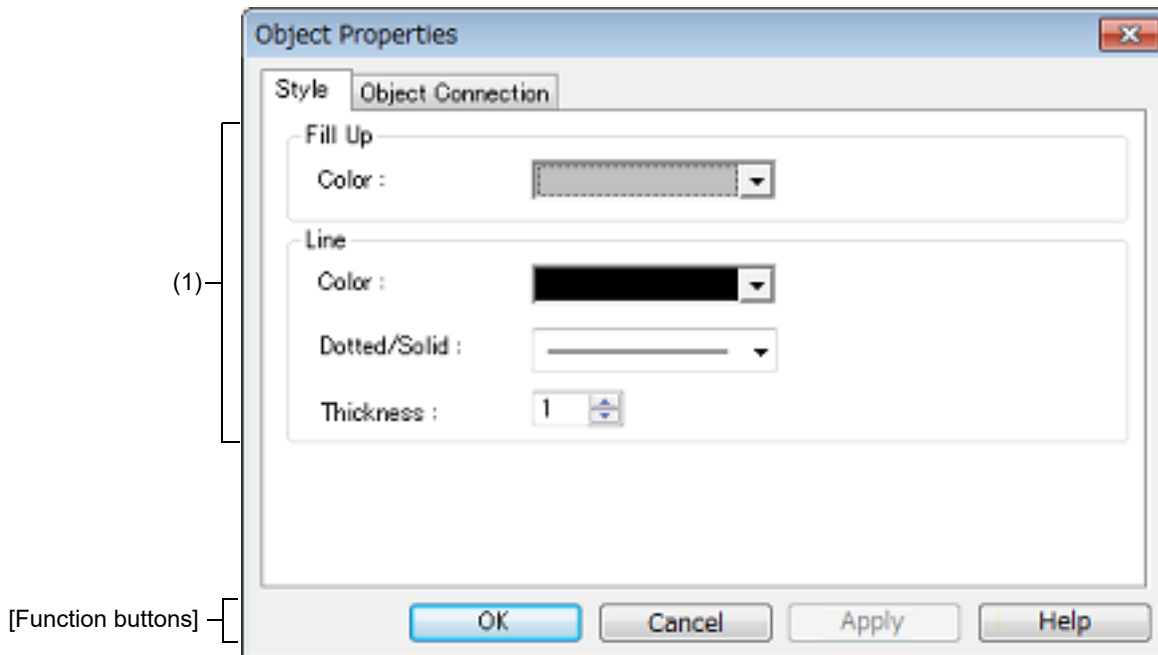 Object Properties
Style Object Connection
Fill Up
Color :
Line
Color :
(1)
Dotted/Solid :
Thickness : 1
[Function buttons]
OK Cancel Apply Help